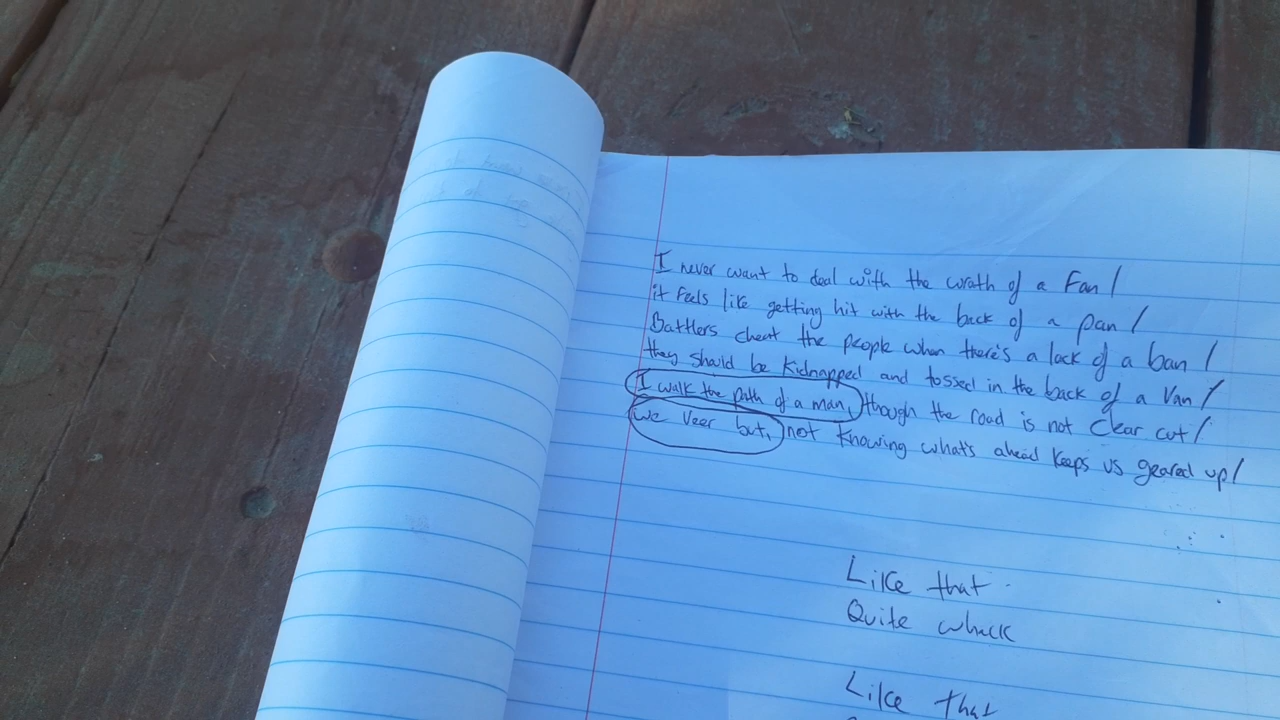 I never want to deal with the wrath of a Fan/
it feels like getting hit with the back of a pan/
Battlers cheat the people when there's a lack of a ban/
they should be kidnapped and tossed in the back of a Van/
I walk the path of a man, though the road is not clear cut/
we veer but, not knowing what's ahead keeps us geared up/
Like that
Quite whack
Like that